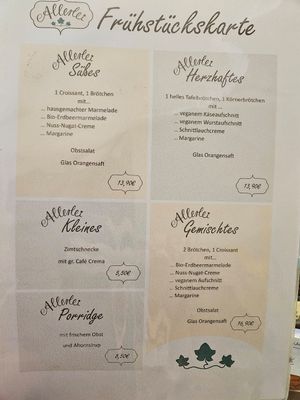 Allerlei
Frühstückskarte
Allerlei
Süßes
1 Croissant, 1 Brötchen
mit...
... hausgemachter Marmelade
... Bio-Erdbeermarmelade
... Nuss-Nugat-Creme
... Margarine
Obstsalat
Glas Orangensaft
13,90€
Allerlei
Herzhaftes
1 helles Tafelbrötchen, 1 Körnerbrötchen
mit...
... veganem Käseaufschnitt
... veganem Wurstaufschnitt
... Schnittlauchcreme
... Margarine
Glas Orangensaft
13,90€
Allerlei
Kleines
Zimtschnecke
mit gr. Café Crema
5,50€
Allerlei
Porridge
mit frischem Obst
und Ahornsirup
8,50€
Allerlei
Gemischtes
2 Brötchen, 1 Croissant
mit...
... Bio-Erdbeermarmelade
... Nuss-Nugat-Creme
... veganem Aufschnitt
... Schnittlauchcreme
... Margarine
Obstsalat
Glas Orangensaft
16,90€